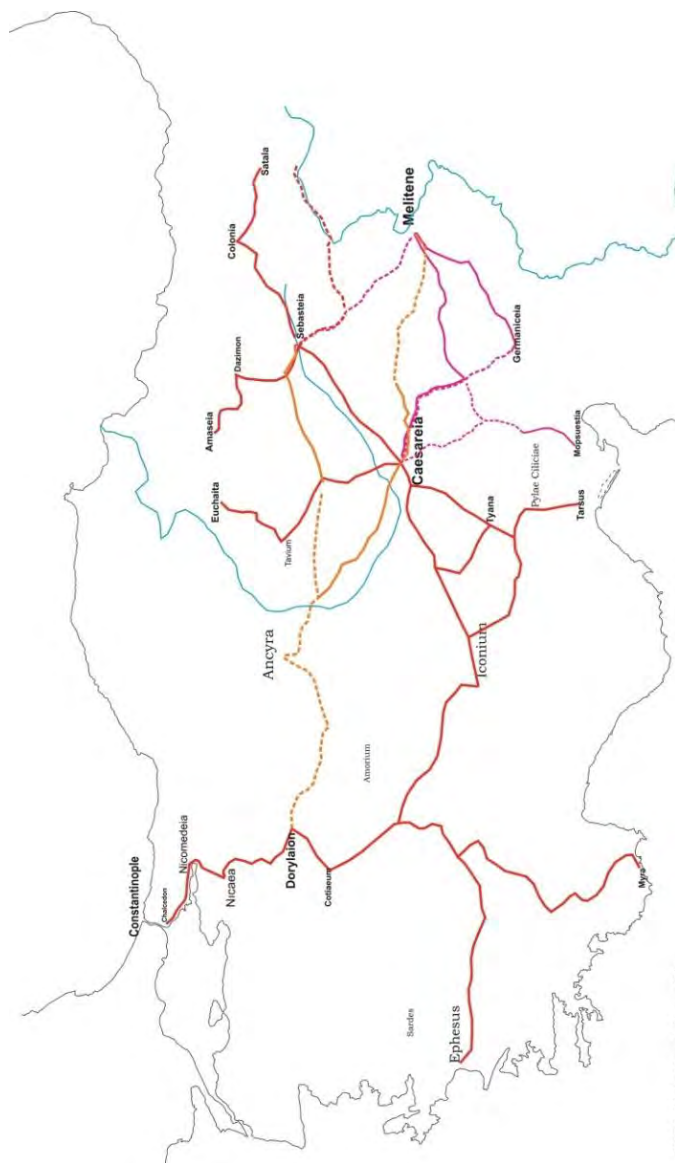 Constantinople
Chalcedon
Nicomedeia
Amaseia
Euchaita
Nicaea
Colonia
Dazimon
Satala
Ancyra
Tavium
Dorylaion
Sebasteia
Cotiaeum
Amorium
Sardes
Melitene
Caesareia
Ephesus
Iconium
Tyana
Germaniceia
Pylae Ciliciae
Mopsuestia
Tarsus
Myra